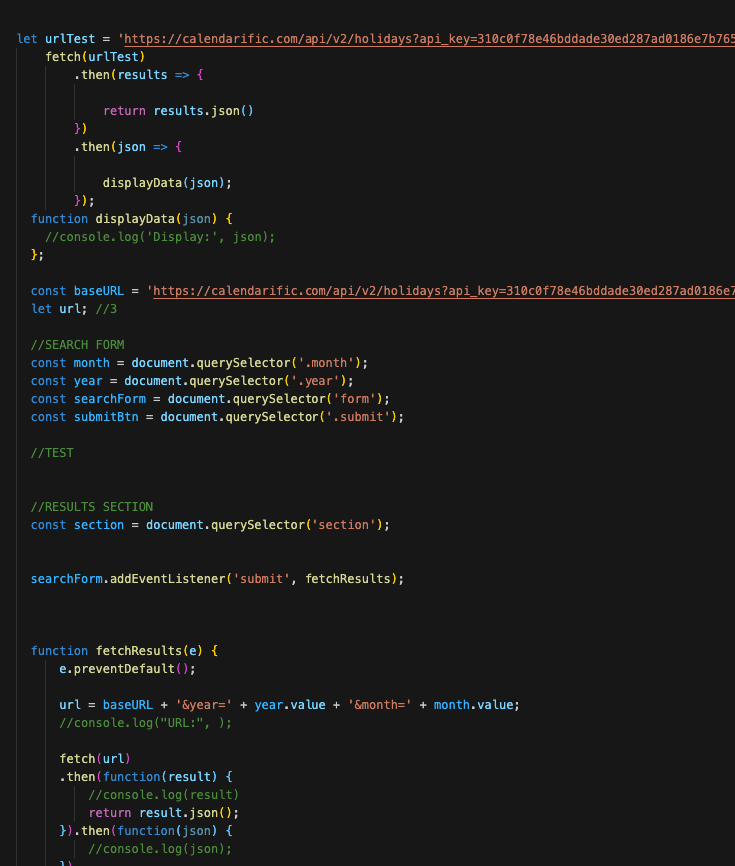 let urlTest = 'https://calendarific.com/api/v2/holidays?api_key=310c0f78e46bddade30ed287ad0186e7b765
fetch(urlTest)
.then(results => {
return results.json()
})
.then(json => {
displayData(json);
});
function displayData(json) {
//console.log('Display:', json);
};
const baseURL = 'https://calendarific.com/api/v2/holidays?api_key=310c0f78e46bddade30ed287ad0186e7
let url; //3
//SEARCH FORM
const month = document.querySelector('.month');
const year = document.querySelector('.year');
const searchForm = document.querySelector('form');
const submitBtn = document.querySelector('.submit');
//TEST
//RESULTS SECTION
const section = document.querySelector('section');
searchForm.addEventListener('submit', fetchResults);
function fetchResults(e) {
e.preventDefault();
url = baseURL + '&year=' + year.value + '&month=' + month.value;
//console.log("URL:", );
fetch(url)
.then(function(result) {
//console.log(result)
return result.json();
}).then(function(json) {
//console.log(json);
})